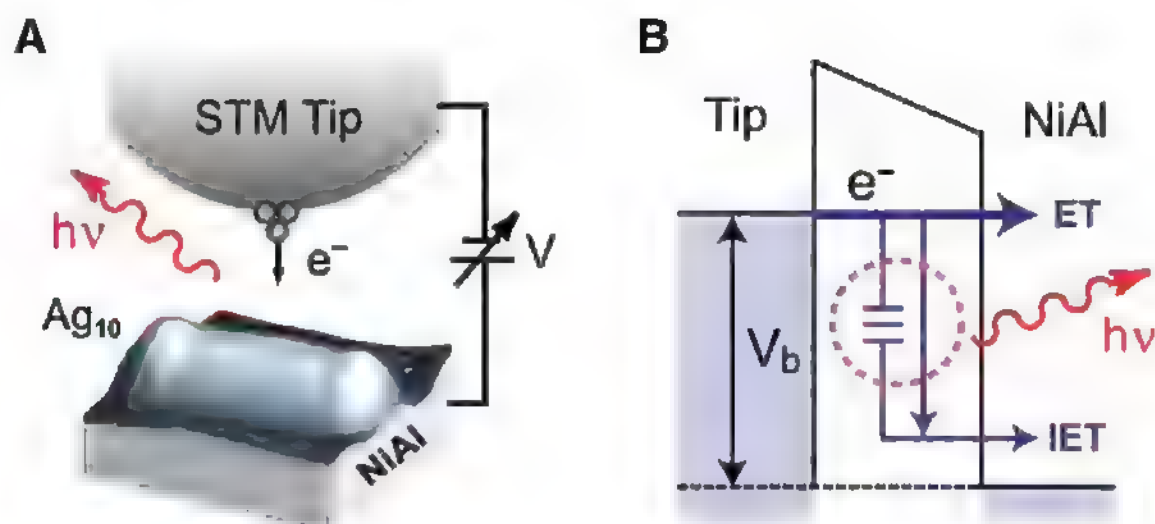 A
STM Tip
hν
e⁻
V
Ag₁₀
NiAl
B
Tip
NiAl
e⁻
ET
V_b
hν
IET